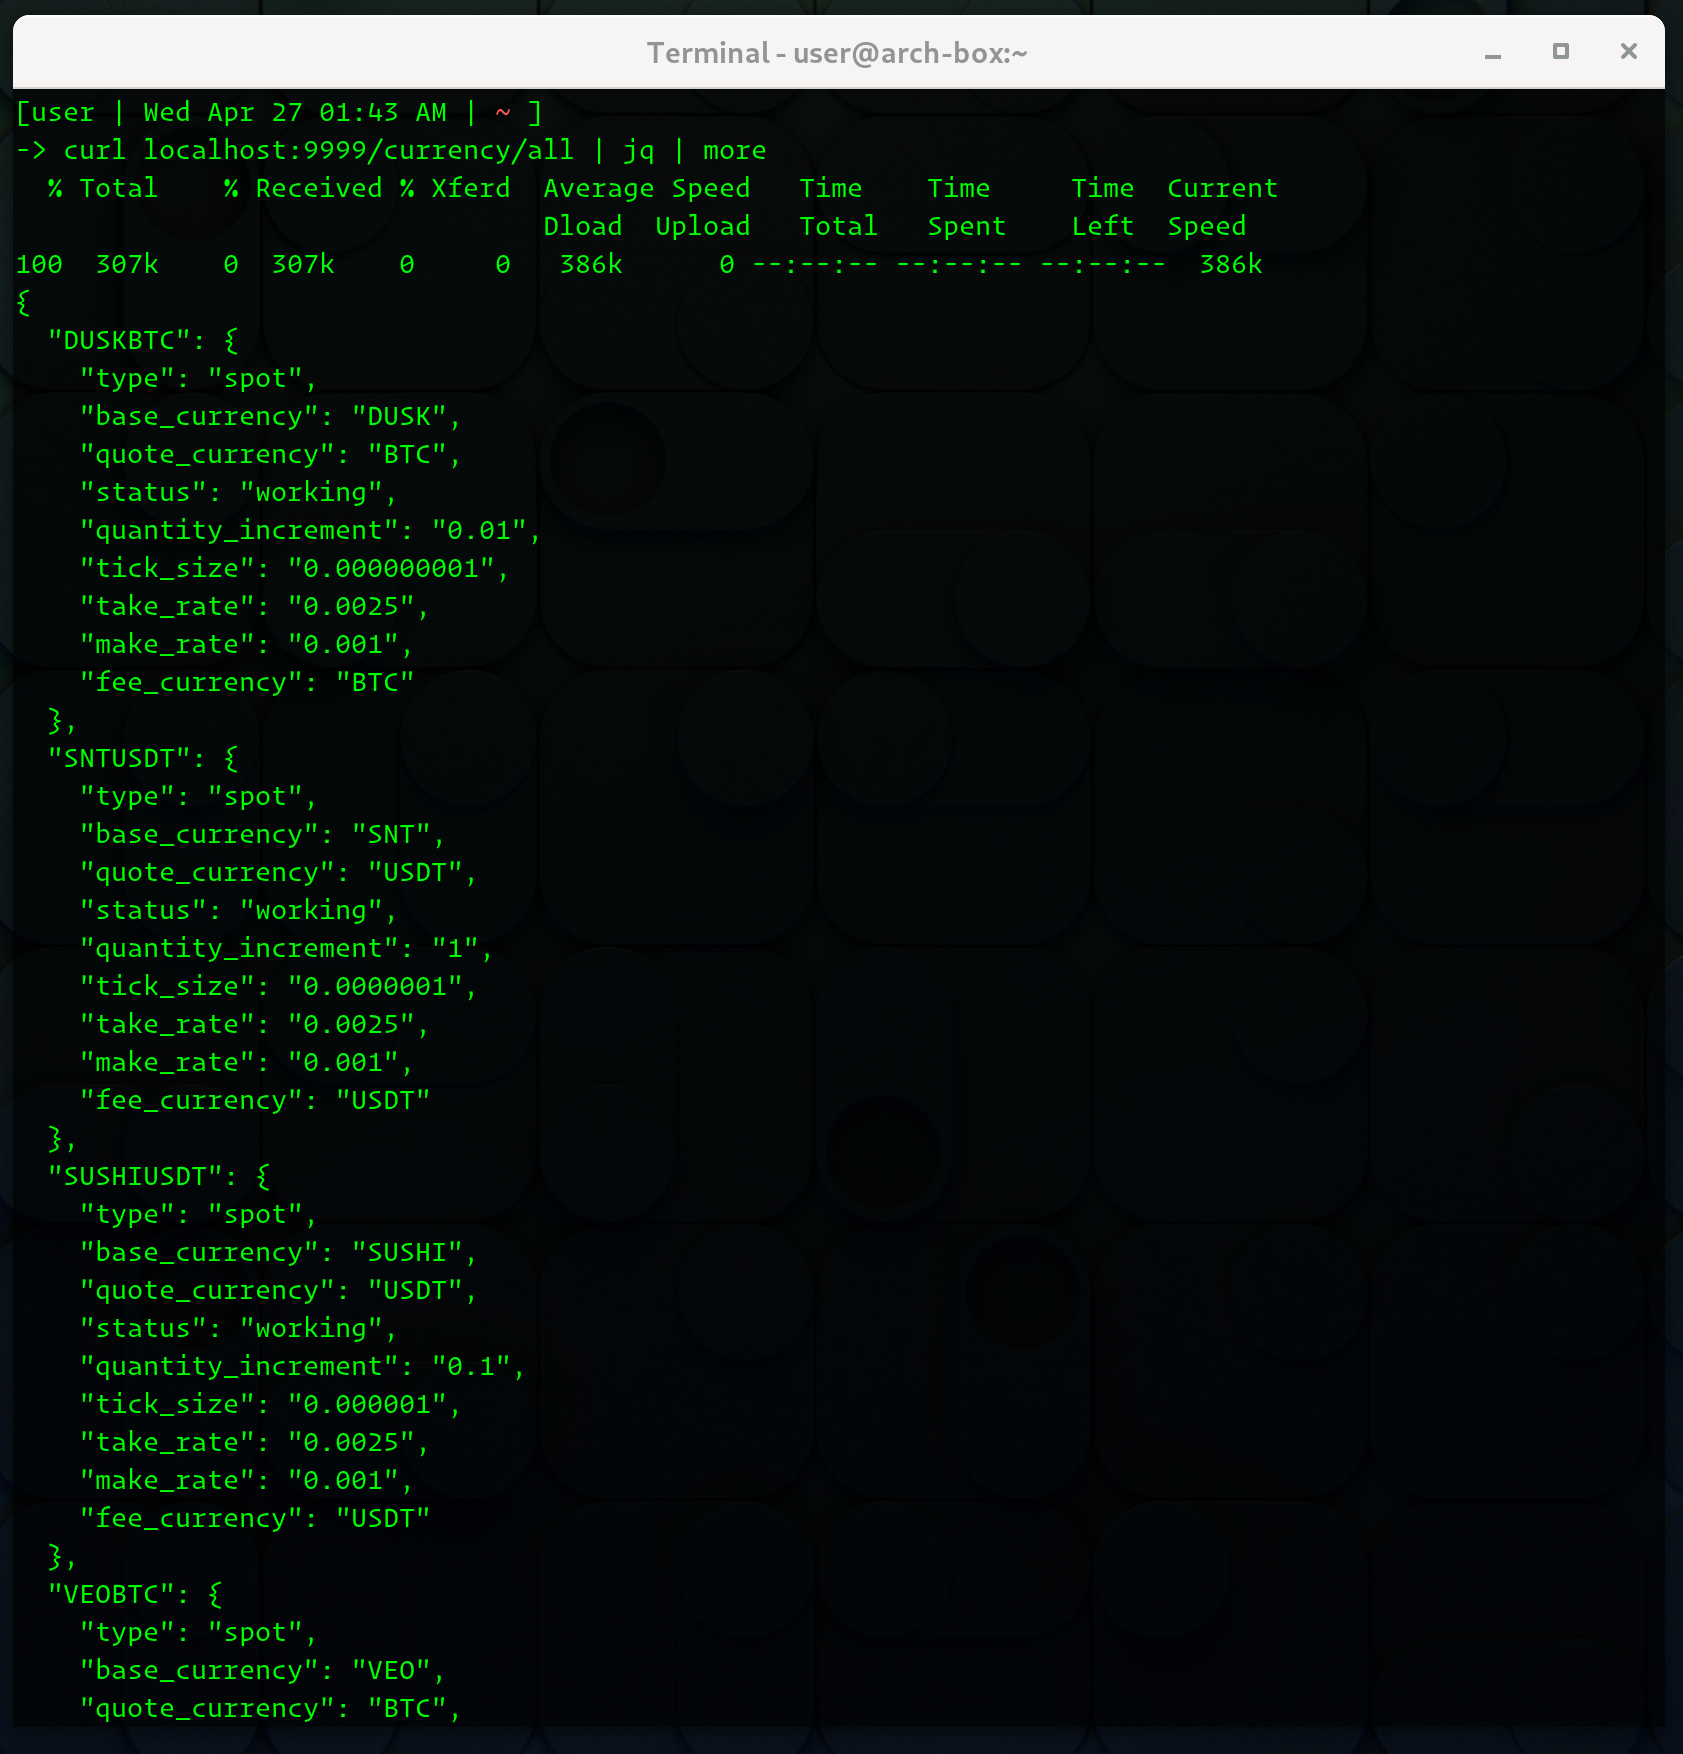 Terminal - user@arch-box:~
[user | Wed Apr 27 01:43 AM | ~ ]
-> curl localhost:9999/currency/all | jq | more
  % Total    % Received % Xferd  Average Speed   Time    Time     Time  Current
                                 Dload  Upload   Total   Spent    Left  Speed
100  307k    0  307k    0     0   386k      0 --:--:-- --:--:-- --:--:--  386k
{
  "DUSKBTC": {
    "type": "spot",
    "base_currency": "DUSK",
    "quote_currency": "BTC",
    "status": "working",
    "quantity_increment": "0.01",
    "tick_size": "0.000000001",
    "take_rate": "0.0025",
    "make_rate": "0.001",
    "fee_currency": "BTC"
  },
  "SNTUSDT": {
    "type": "spot",
    "base_currency": "SNT",
    "quote_currency": "USDT",
    "status": "working",
    "quantity_increment": "1",
    "tick_size": "0.0000001",
    "take_rate": "0.0025",
    "make_rate": "0.001",
    "fee_currency": "USDT"
  },
  "SUSHIUSDT": {
    "type": "spot",
    "base_currency": "SUSHI",
    "quote_currency": "USDT",
    "status": "working",
    "quantity_increment": "0.1",
    "tick_size": "0.000001",
    "take_rate": "0.0025",
    "make_rate": "0.001",
    "fee_currency": "USDT"
  },
  "VEOBTC": {
    "type": "spot",
    "base_currency": "VEO",
    "quote_currency": "BTC",